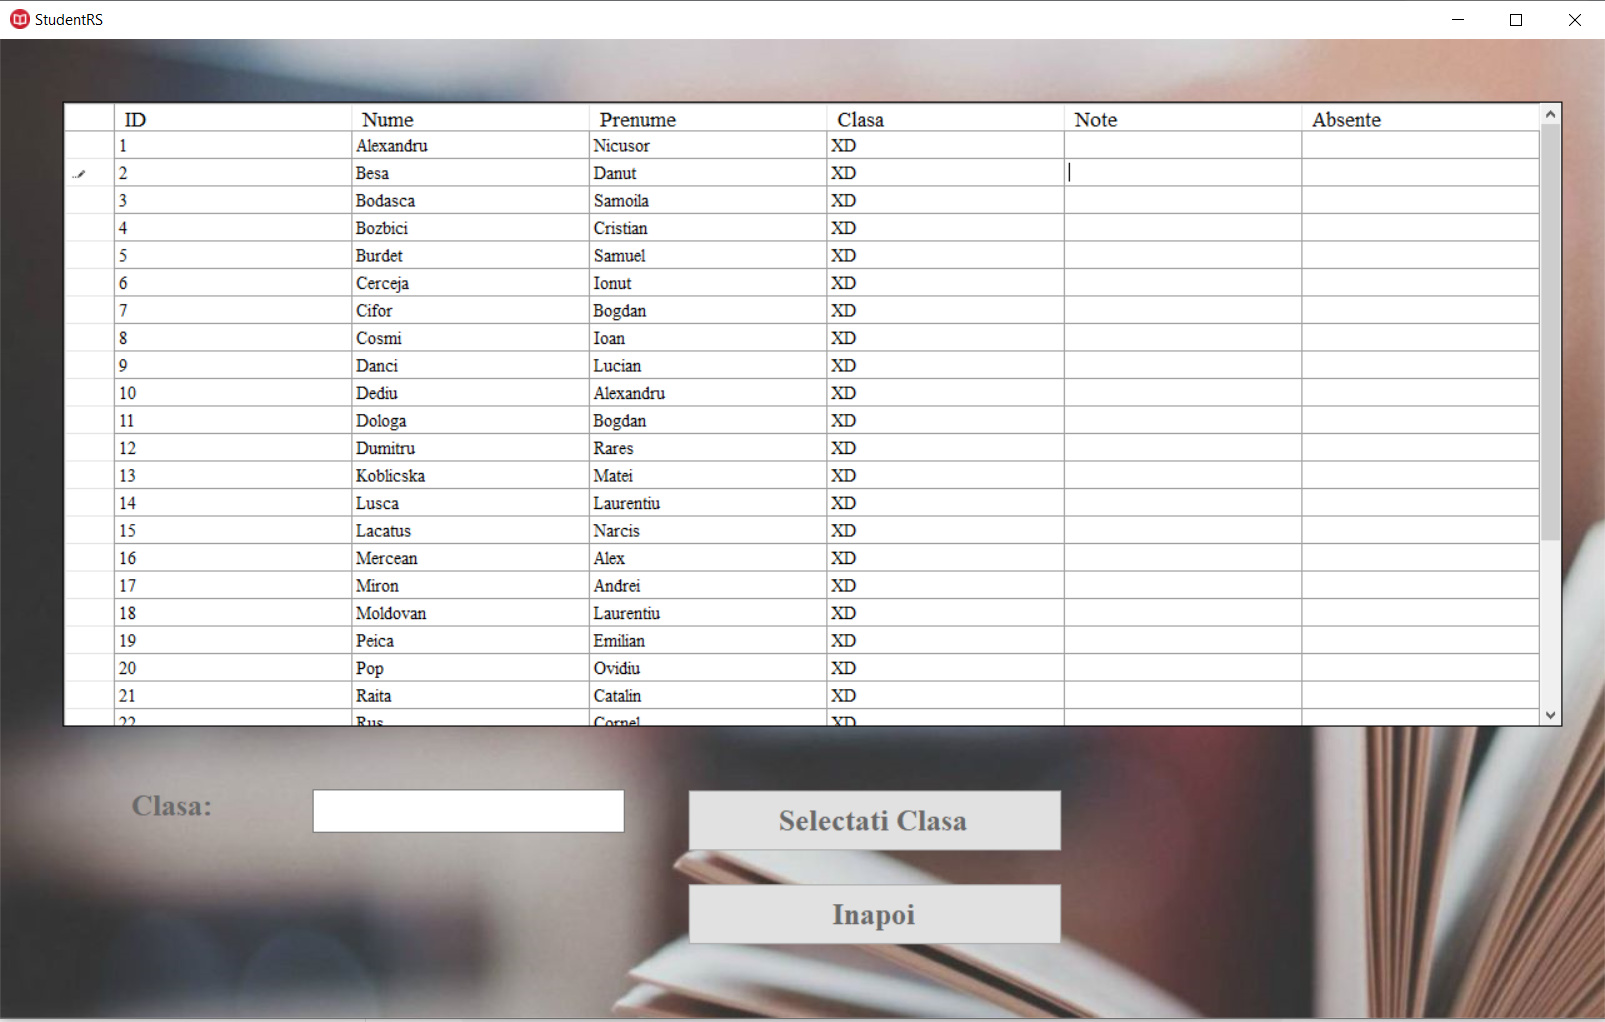 StudentRS
ID Nume Prenume Clasa Note Absente
1 Alexandru Nicusor XD
2 Besa Danut XD
3 Bodasca Samoila XD
4 Bozbici Cristian XD
5 Burdet Samuel XD
6 Cerceja Ionut XD
7 Cifor Bogdan XD
8 Cosmi Ioan XD
9 Danci Lucian XD
10 Dediu Alexandru XD
11 Dologa Bogdan XD
12 Dumitru Rares XD
13 Koblicska Matei XD
14 Lusca Laurentiu XD
15 Lacatus Narcis XD
16 Mercean Alex XD
17 Miron Andrei XD
18 Moldovan Laurentiu XD
19 Peica Emilian XD
20 Pop Ovidiu XD
21 Raita Catalin XD
22 Rus Cornel XD
Clasa:
Selectati Clasa
Inapoi